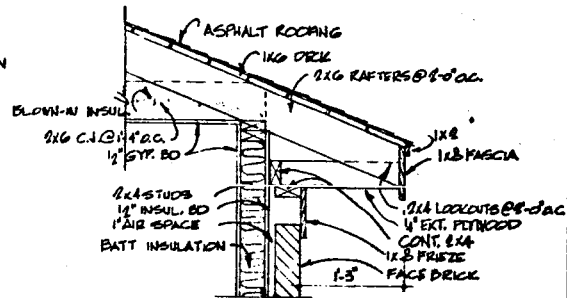 N
ASPHALT ROOFING
1X6 DECK
2X6 RAFTERS @ 2'-0" O.C.
BLOWN-IN INSUL.
2X6 C.J. @ 1'-4" O.C.
1/2" GYP. BD
1X2
1X8 FASCIA
2X4 STUDS
1/2" INSUL. BD
1" AIR SPACE
BATT INSULATION
2X4 LOOKOUTS @ 2'-0" O.C.
1/4" EXT. PLYWOOD
CONT. 2X4
1X8 FRIEZE
FACE BRICK
1'-3"